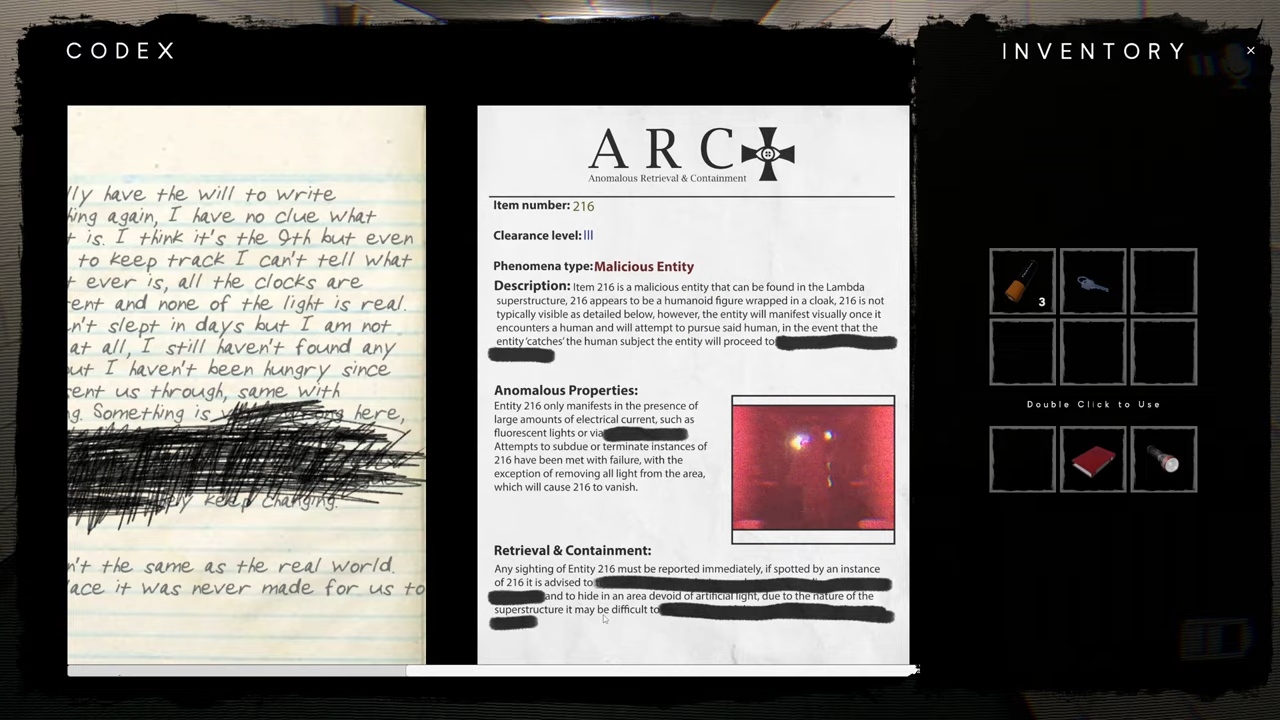 CODEX
lly have the will to write
hing again, I have no clue what
t is. I think it's the 9th but even
to keep track I can't tell what
t ever is, all the clocks are
rent and none of the light is real.
n't slept in days but I am not
at all, I still haven't found any
ut I haven't been hungry since
sent us through, same with
g. Something is here,
keep changing.
n't the same as the real world.
lace it was never made for us to
ARC
Anomalous Retrieval & Containment
Item number: 216
Clearance level: III
Phenomena type: Malicious Entity
Description: Item 216 is a malicious entity that can be found in the Lambda
superstructure, 216 appears to be a humanoid figure wrapped in a cloak, 216 is not
typically visible as detailed below, however, the entity will manifest visually once it
encounters a human and will attempt to pursue said human, in the event that the
entity 'catches' the human subject the entity will proceed to
Anomalous Properties:
Entity 216 only manifests in the presence of
large amounts of electrical current, such as
fluorescent lights or via
Attempts to subdue or terminate instances of
216 have been met with failure, with the
exception of removing all light from the area,
which will cause 216 to vanish.
Retrieval & Containment:
Any sighting of Entity 216 must be reported immediately, if spotted by an instance
of 216 it is advised to
and to hide in an area devoid of artificial light, due to the nature of the
superstructure it may be difficult to
INVENTORY
×
3
Double Click to Use